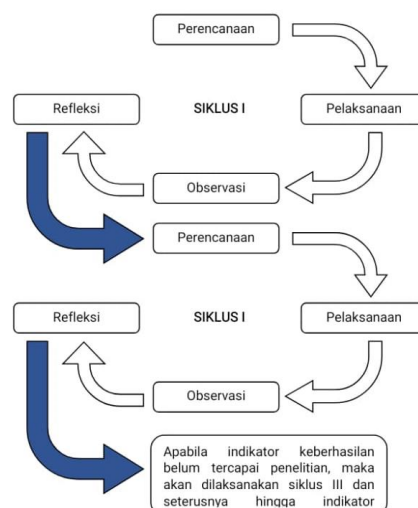 Perencanaan
Refleksi
SIKLUS I
Pelaksanaan
Observasi
Perencanaan
Refleksi
SIKLUS I
Pelaksanaan
Observasi
Apabila indikator keberhasilan
belum tercapai penelitian, maka
akan dilaksanakan siklus III dan
seterusnya hingga indikator